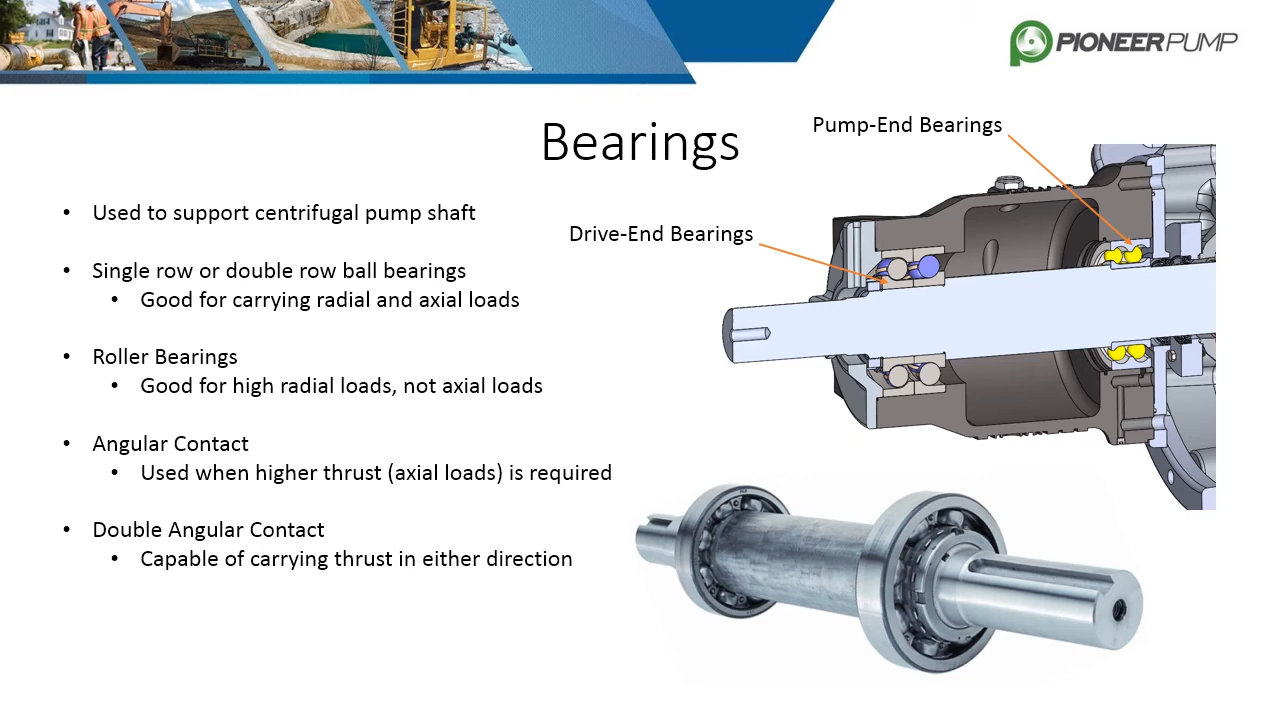 PIONEERPUMP
Bearings
Pump-End Bearings
Drive-End Bearings
• Used to support centrifugal pump shaft
• Single row or double row ball bearings
• Good for carrying radial and axial loads
• Roller Bearings
• Good for high radial loads, not axial loads
• Angular Contact
• Used when higher thrust (axial loads) is required
• Double Angular Contact
• Capable of carrying thrust in either direction